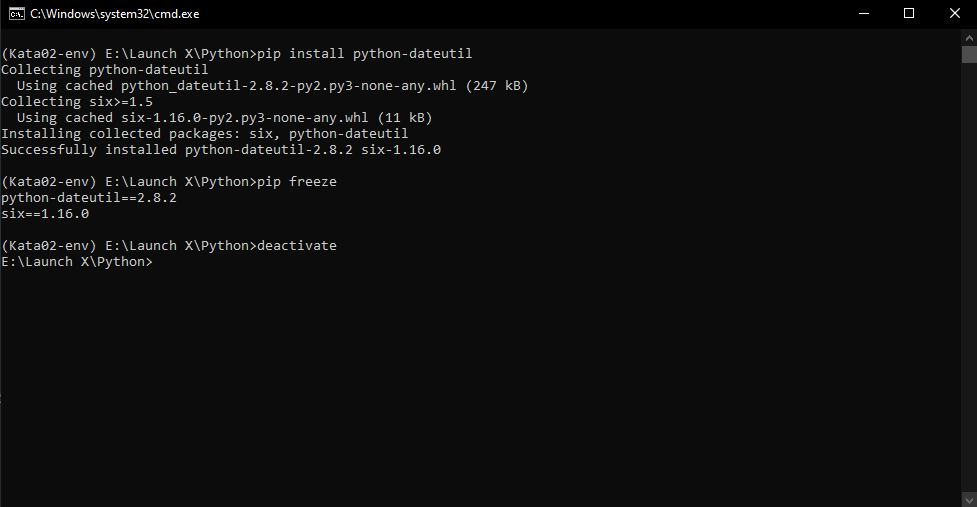 C:\Windows\system32\cmd.exe
(Kata02-env) E:\Launch X\Python>pip install python-dateutil
Collecting python-dateutil
  Using cached python_dateutil-2.8.2-py2.py3-none-any.whl (247 kB)
Collecting six>=1.5
  Using cached six-1.16.0-py2.py3-none-any.whl (11 kB)
Installing collected packages: six, python-dateutil
Successfully installed python-dateutil-2.8.2 six-1.16.0
(Kata02-env) E:\Launch X\Python>pip freeze
python-dateutil==2.8.2
six==1.16.0
(Kata02-env) E:\Launch X\Python>deactivate
E:\Launch X\Python>